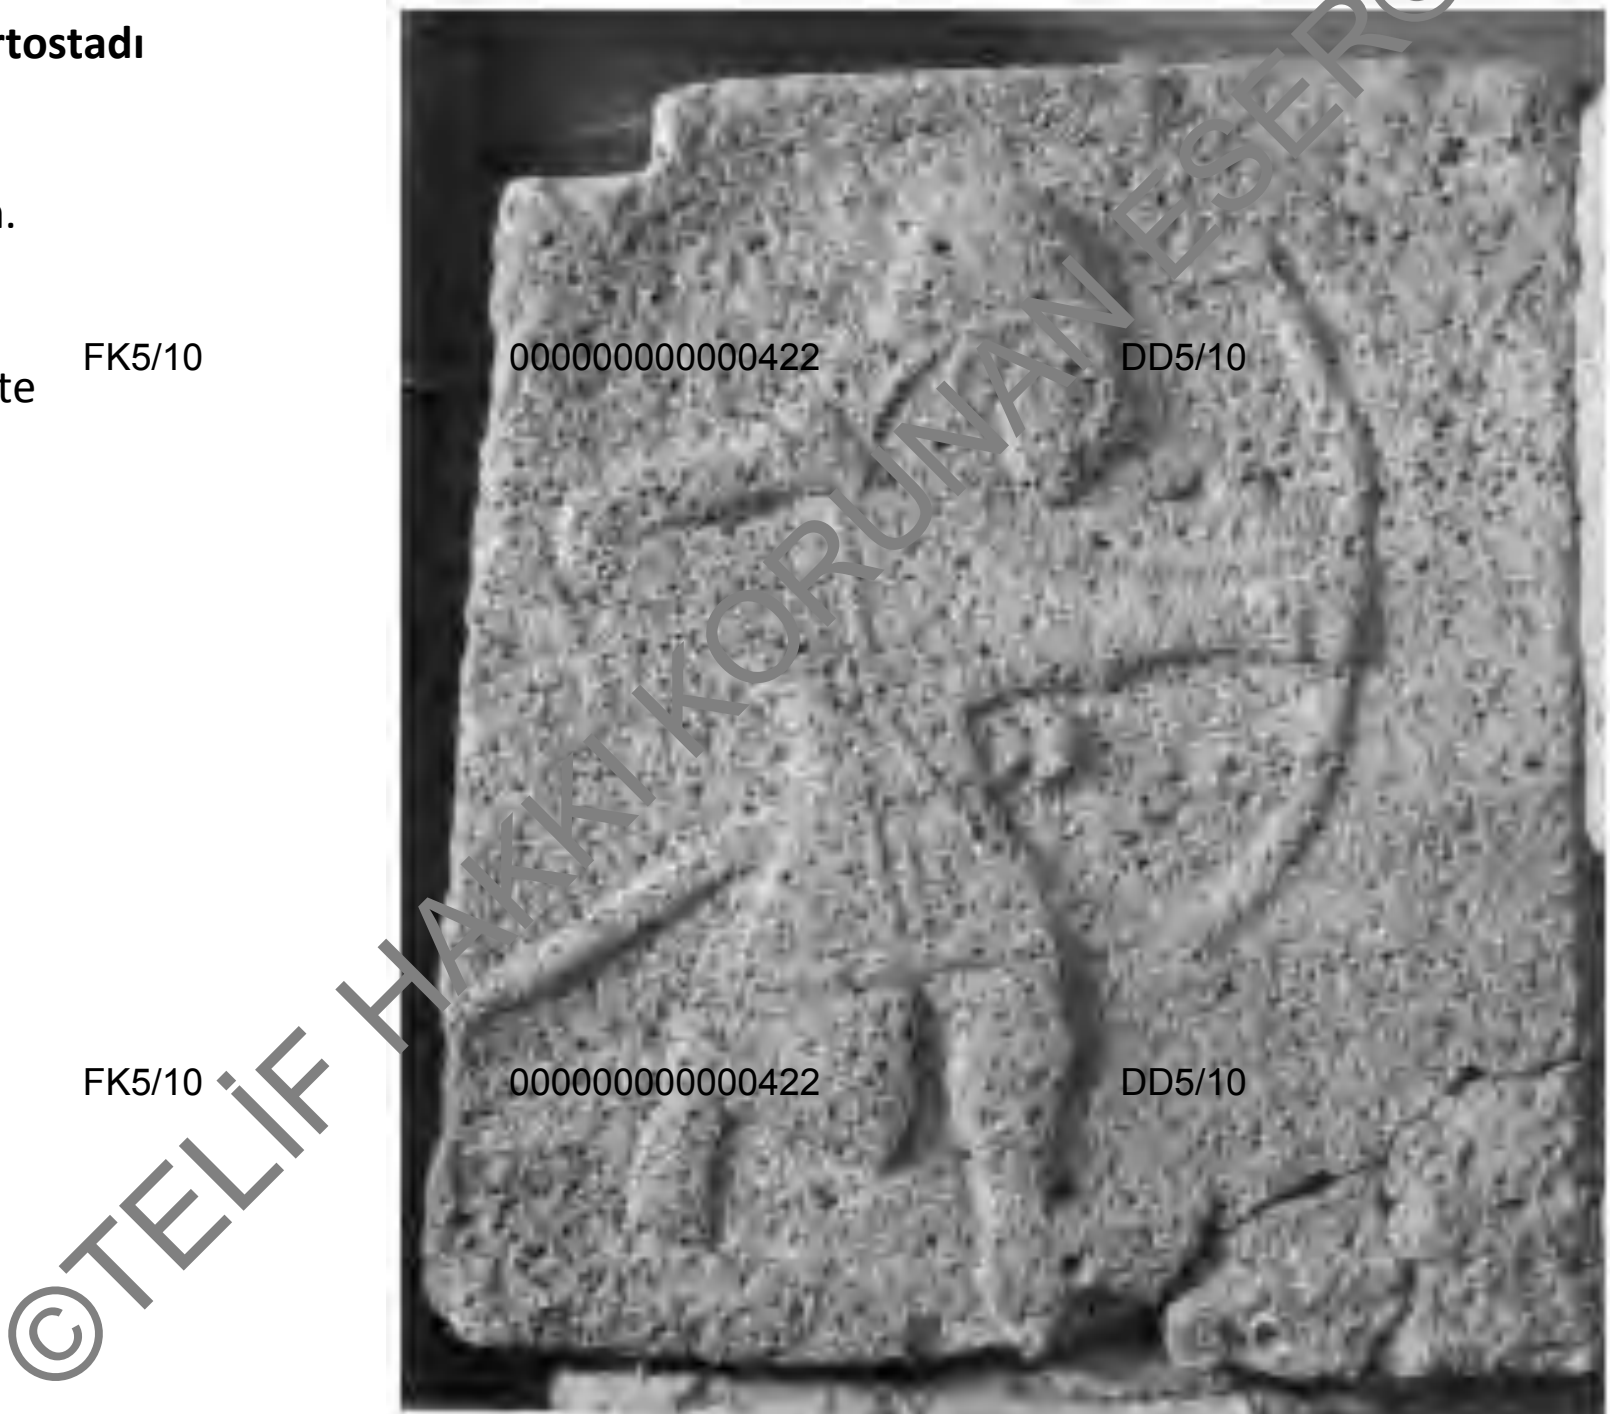 rtostadı
.
FK5/10 000000000000422 DD5/10
te
FK5/10 000000000000422 DD5/10
©TELİF HAKKI KORUNAN ESER